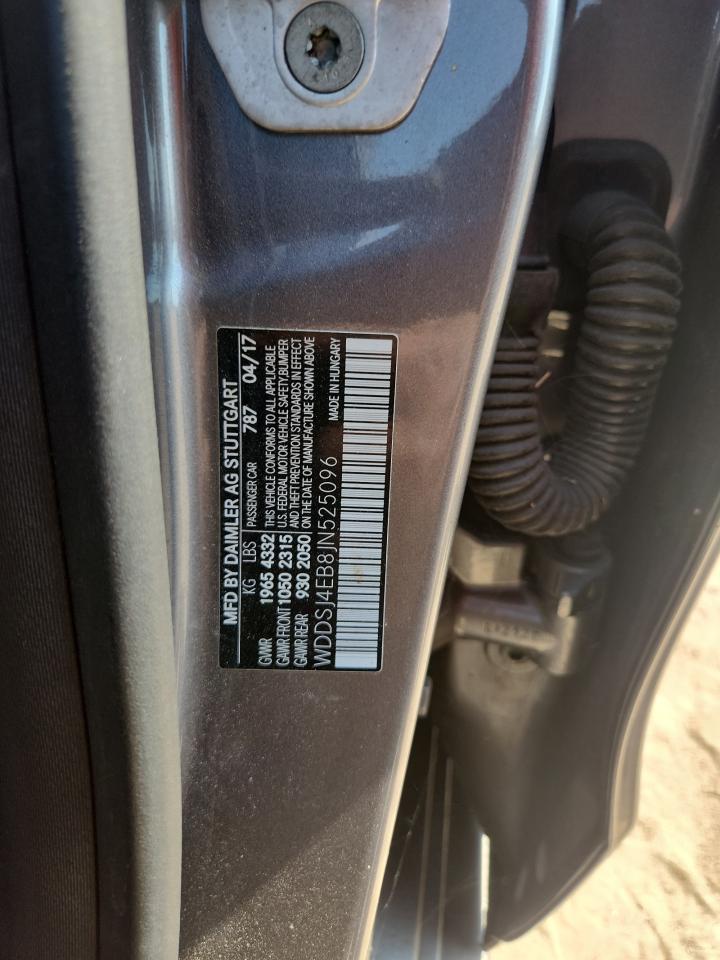 MFD BY DAIMLER AG STUTTGART
KG LBS PASSENGER CAR 787 04/17
GVWR 1965 4332
GAWR FRONT 1050 2315
GAWR REAR 930 2050
THIS VEHICLE CONFORMS TO ALL APPLICABLE
U.S. FEDERAL MOTOR VEHICLE SAFETY,BUMPER
AND THEFT PREVENTION STANDARDS IN EFFECT
ON THE DATE OF MANUFACTURE SHOWN ABOVE
WDDSJ4EB8JN525096 MADE IN HUNGARY